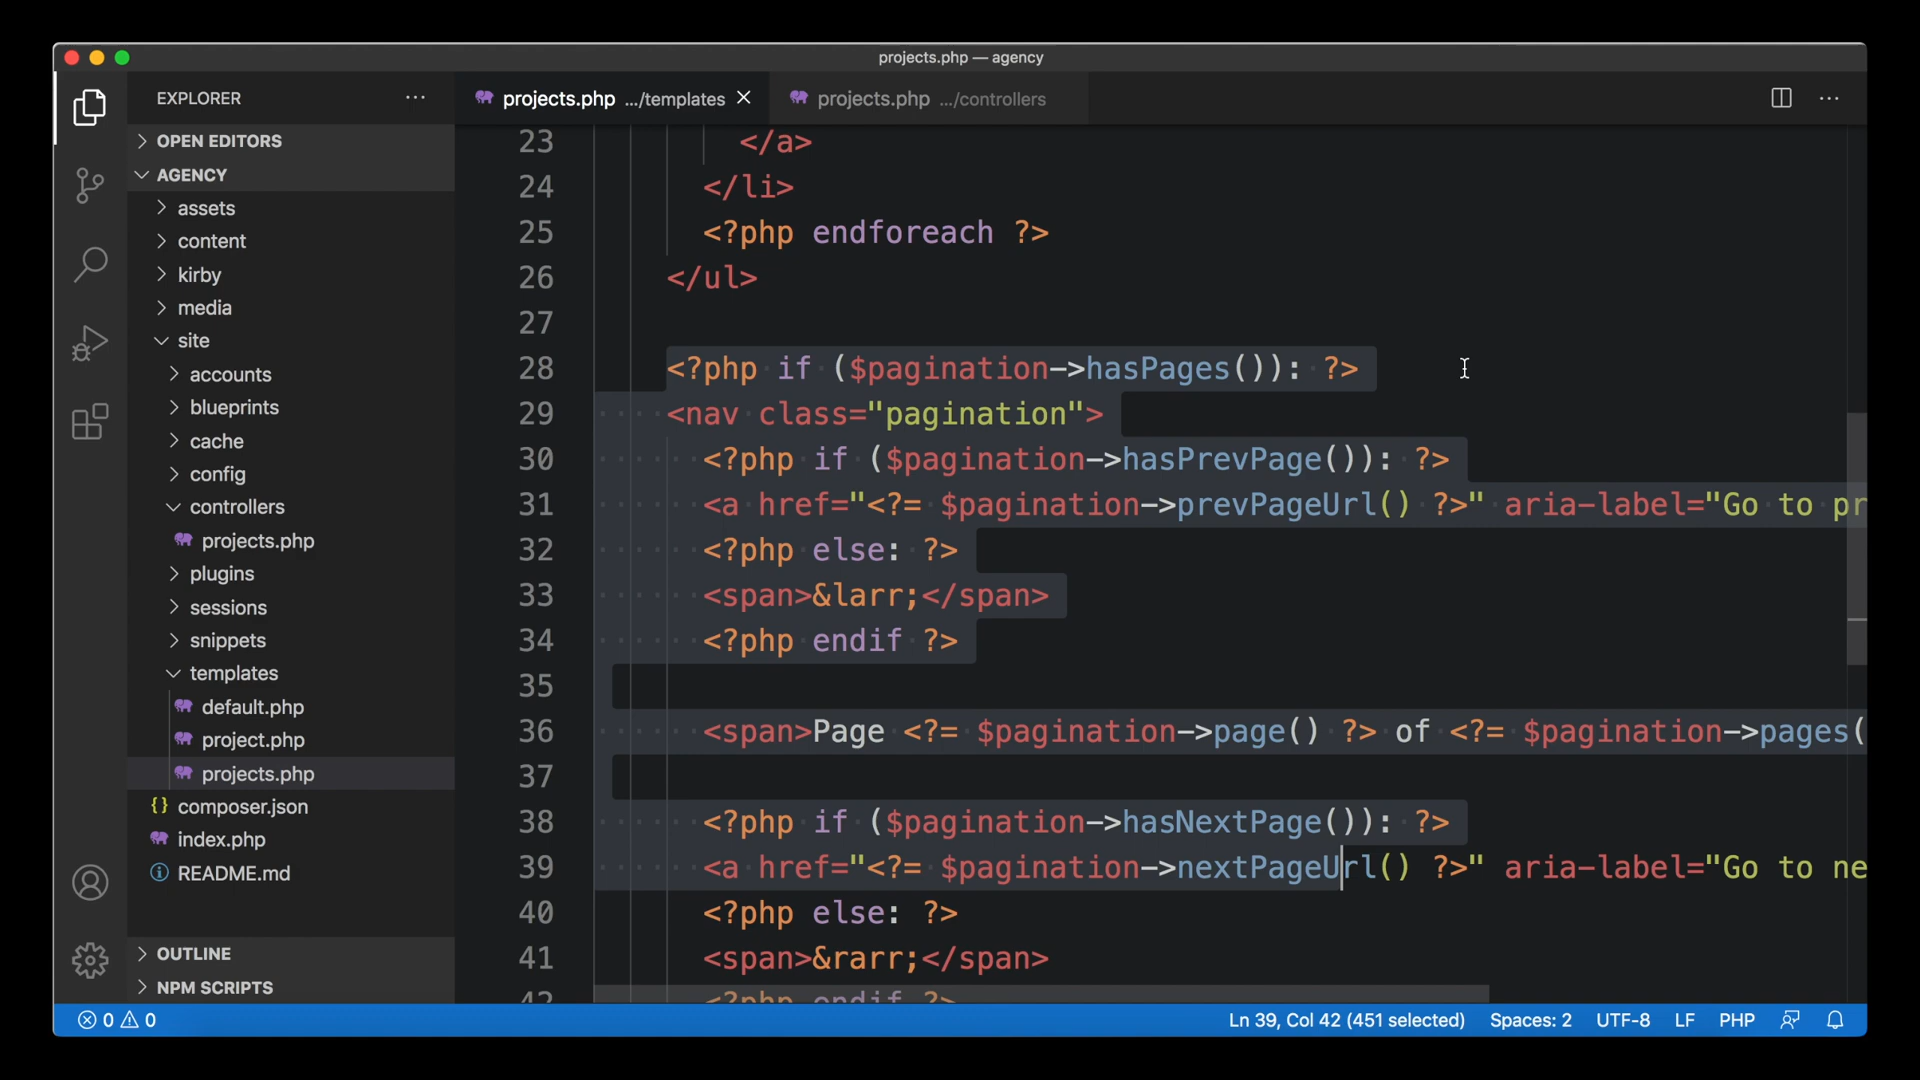 projects.php — agency
EXPLORER
projects.php .../templates
projects.php .../controllers
OPEN EDITORS
AGENCY
assets
content
kirby
media
site
accounts
blueprints
cache
config
controllers
projects.php
plugins
sessions
snippets
templates
default.php
project.php
projects.php
{} composer.json
index.php
README.md
OUTLINE
NPM SCRIPTS
23 </a>
24 </li>
25 <?php endforeach ?>
26 </ul>
27
28 <?php if ($pagination->hasPages()): ?>
29 <nav class="pagination">
30 <?php if ($pagination->hasPrevPage()): ?>
31 <a href="<?= $pagination->prevPageUrl() ?>" aria-label="Go to pr
32 <?php else: ?>
33 <span>&larr;</span>
34 <?php endif ?>
35
36 <span>Page <?= $pagination->page() ?> of <?= $pagination->pages(
37
38 <?php if ($pagination->hasNextPage()): ?>
39 <a href="<?= $pagination->nextPageUrl() ?>" aria-label="Go to ne
40 <?php else: ?>
41 <span>&rarr;</span>
42 <?php endif ?>
0 0
Ln 39, Col 42 (451 selected) Spaces: 2 UTF-8 LF PHP